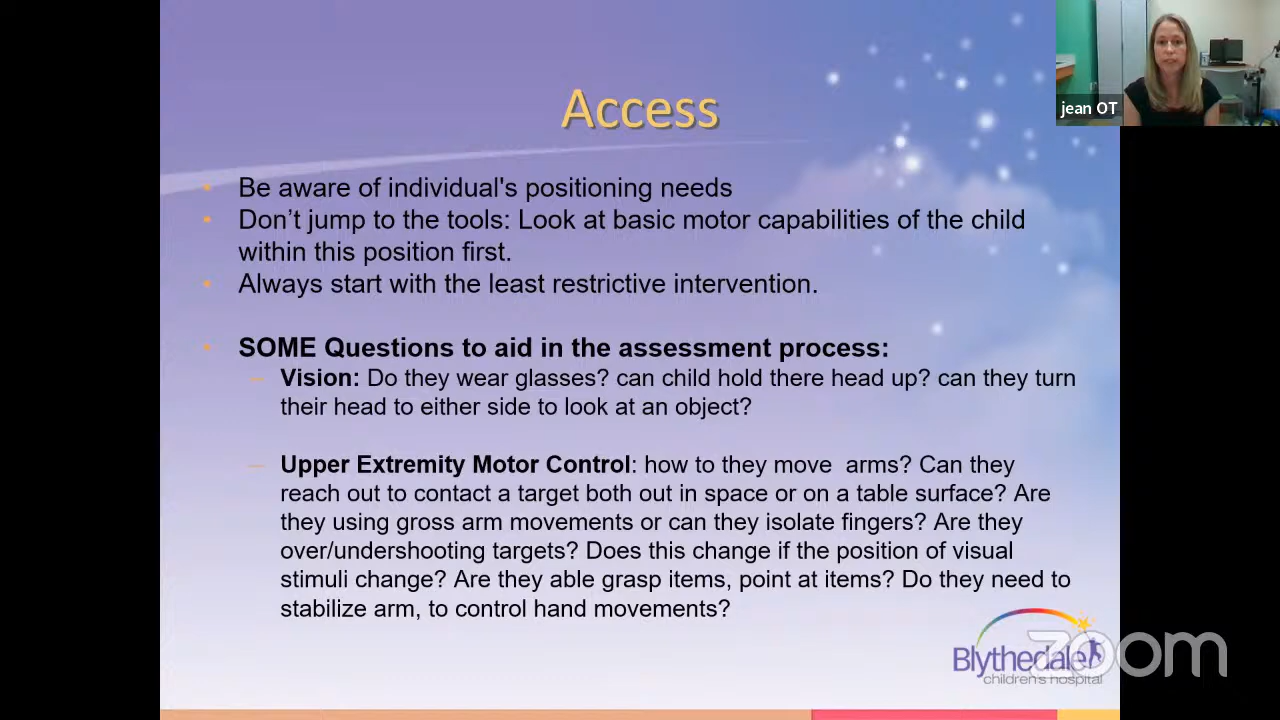 jean OT
Access
Be aware of individual's positioning needs
Don’t jump to the tools: Look at basic motor capabilities of the child
within this position first.
Always start with the least restrictive intervention.
SOME Questions to aid in the assessment process:
Vision: Do they wear glasses? can child hold there head up? can they turn
their head to either side to look at an object?
Upper Extremity Motor Control: how to they move arms? Can they
reach out to contact a target both out in space or on a table surface? Are
they using gross arm movements or can they isolate fingers? Are they
over/undershooting targets? Does this change if the position of visual
stimuli change? Are they able grasp items, point at items? Do they need to
stabilize arm, to control hand movements?
Blythedale
children's hospital
zoom